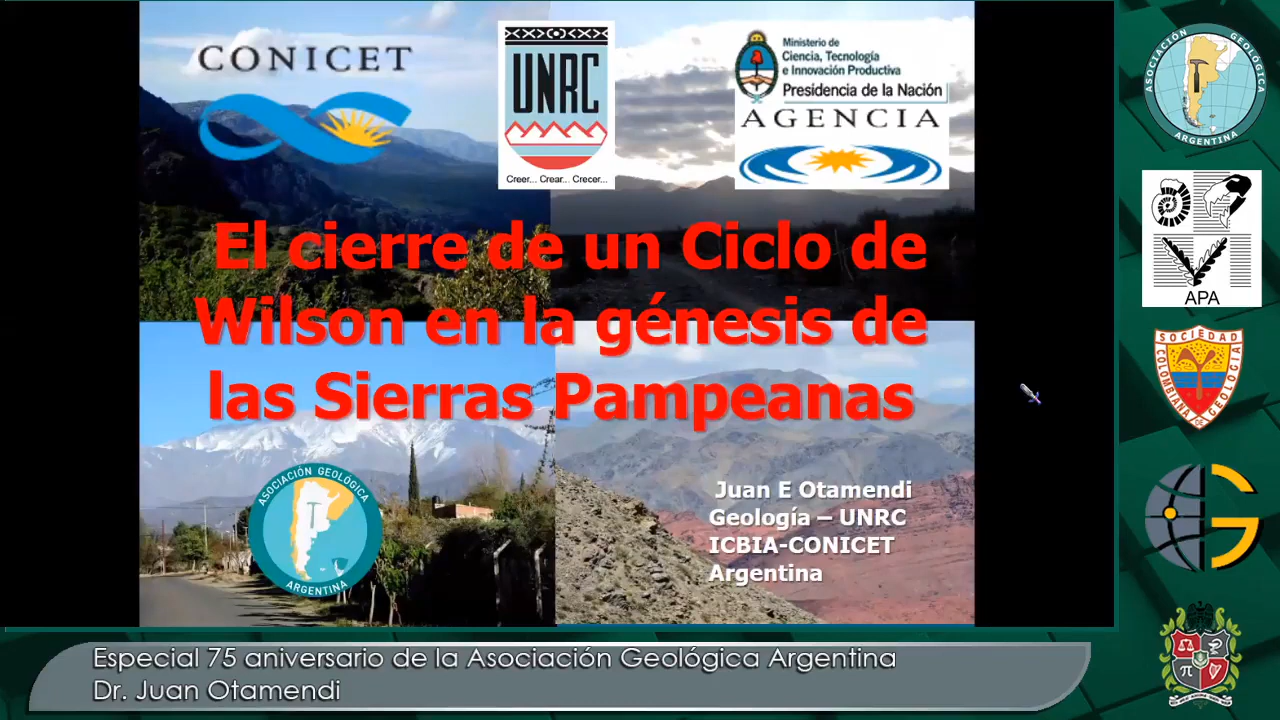 CONICET
UNRC
Creer... Crear... Crecer...
Ministerio de
Ciencia, Tecnología
e Innovación Productiva
Presidencia de la Nación
AGENCIA
El cierre de un Ciclo de
Wilson en la génesis de
las Sierras Pampeanas
ASOCIACIÓN GEOLÓGICA
ARGENTINA
Juan E Otamendi
Geología – UNRC
ICBIA-CONICET
Argentina
ASOCIACIÓN GEOLÓGICA
ARGENTINA
APA
SOCIEDAD
COLOMBIANA
DE
GEOLOGIA
G
Especial 75 aniversario de la Asociación Geológica Argentina
Dr. Juan Otamendi